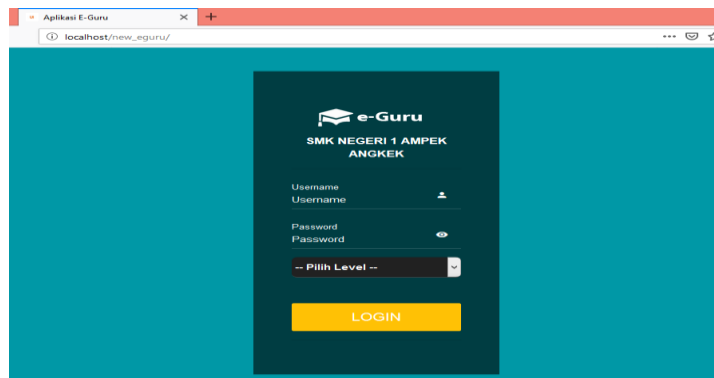 Aplikasi E-Guru
localhost/new_eguru/
e-Guru
SMK NEGERI 1 AMPEK
ANGKEK
Username
Username
Password
Password
-- Pilih Level --
LOGIN